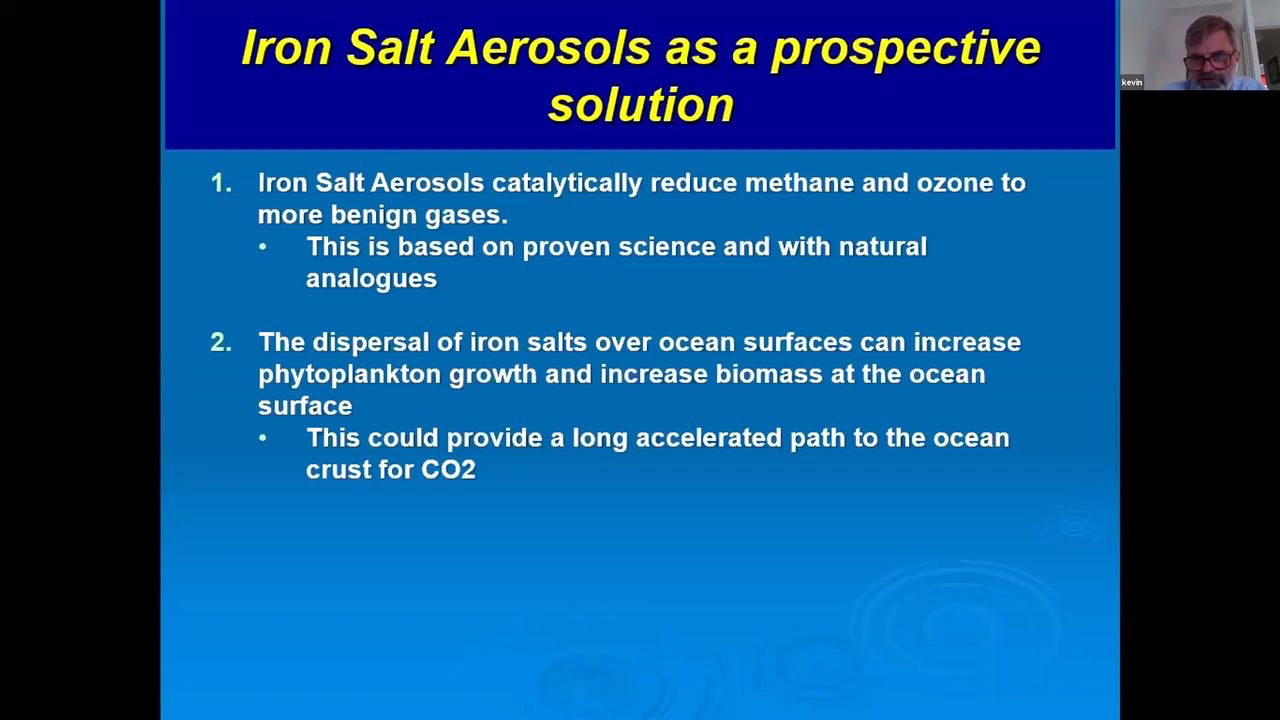 Iron Salt Aerosols as a prospective
solution
1. Iron Salt Aerosols catalytically reduce methane and ozone to
more benign gases.
• This is based on proven science and with natural
analogues
2. The dispersal of iron salts over ocean surfaces can increase
phytoplankton growth and increase biomass at the ocean
surface
• This could provide a long accelerated path to the ocean
crust for CO2
kevin